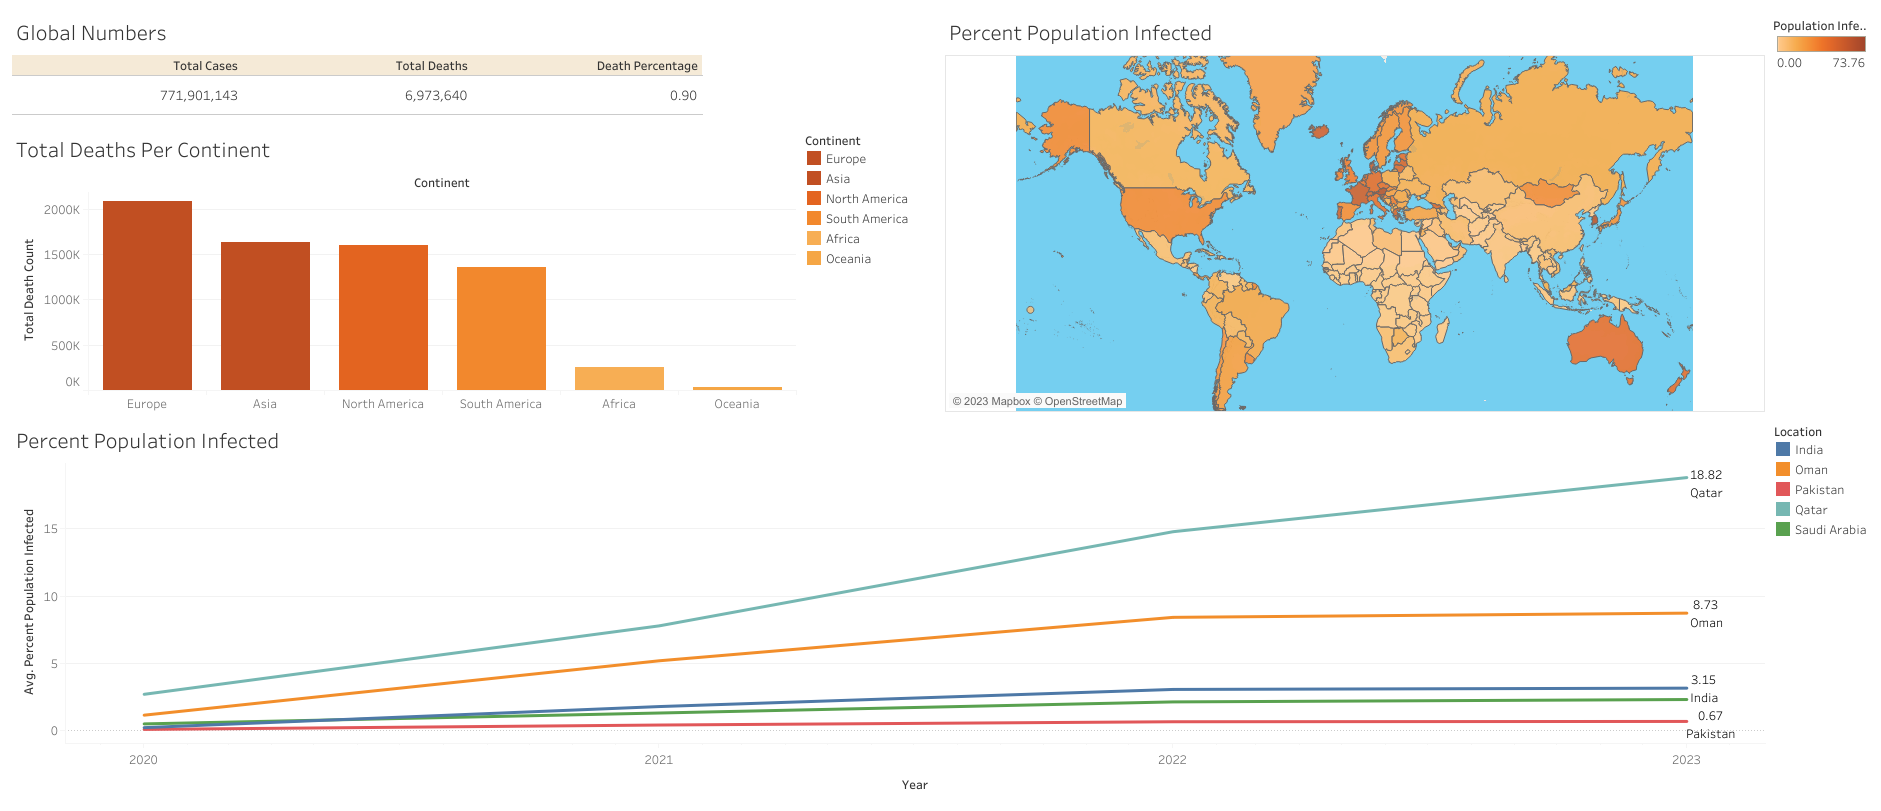 Global Numbers
Total Cases Total Deaths Death Percentage
771,901,143 6,973,640 0.90
Total Deaths Per Continent
Continent
Total Death Count
2000K
1500K
1000K
500K
0K
Europe Asia North America South America Africa Oceania
Continent
Europe
Asia
North America
South America
Africa
Oceania
Percent Population Infected
© 2023 Mapbox © OpenStreetMap
Population Infe..
0.00 73.76
Percent Population Infected
Avg. Percent Population Infected
15
10
5
0
18.82
Qatar
8.73
Oman
3.15
India
0.67
Pakistan
2020 2021 2022 2023
Year
Location
India
Oman
Pakistan
Qatar
Saudi Arabia